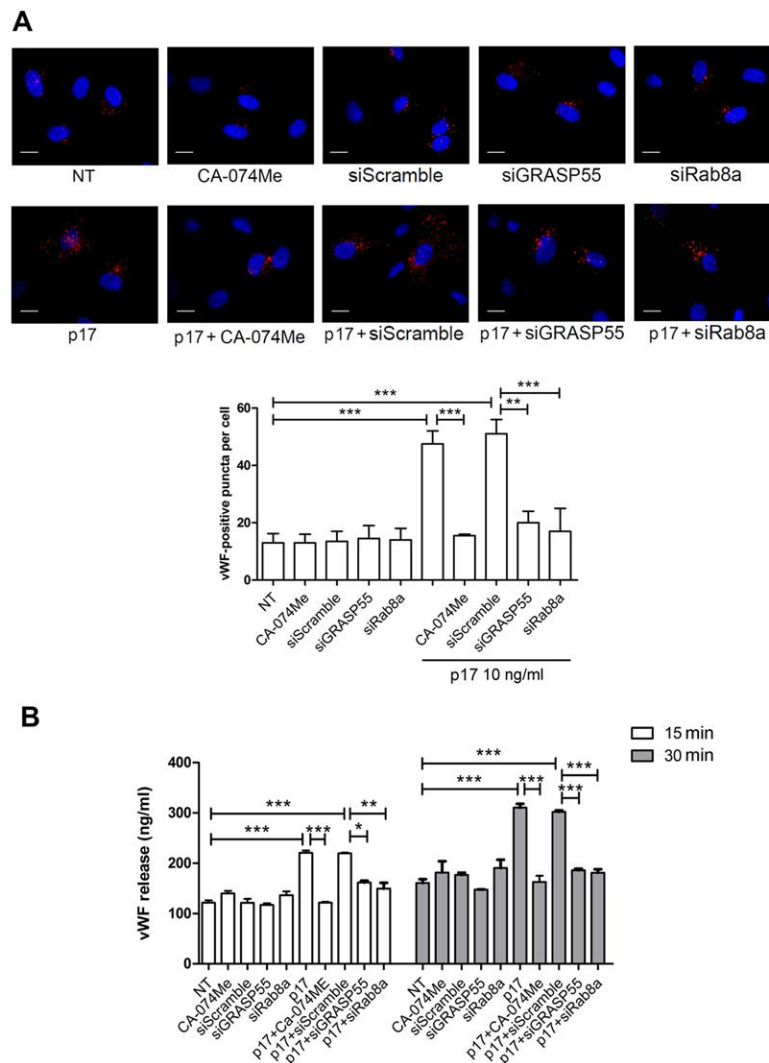 A
NT CA-074Me siScramble siGRASP55 siRab8a
p17 p17 + CA-074Me p17 + siScramble p17 + siGRASP55 p17 + siRab8a
vWF-positive puncta per cell
60
40
20
0
*** *** *** ** ***
NT CA-074Me siScramble siGRASP55 siRab8a CA-074Me siScramble siGRASP55 siRab8a
p17 10 ng/ml
B
15 min
30 min
vWF release (ng/ml)
400
300
200
100
0
*** *** *** * **
*** *** *** *** ***
NT CA-074Me siScramble siGRASP55 siRab8a p17 p17+Ca-074ME p17+siScramble p17+siGRASP55 p17+siRab8a
NT CA-074Me siScramble siGRASP55 siRab8a p17 p17+CA-074Me p17+siScramble p17+siGRASP55 p17+siRab8a